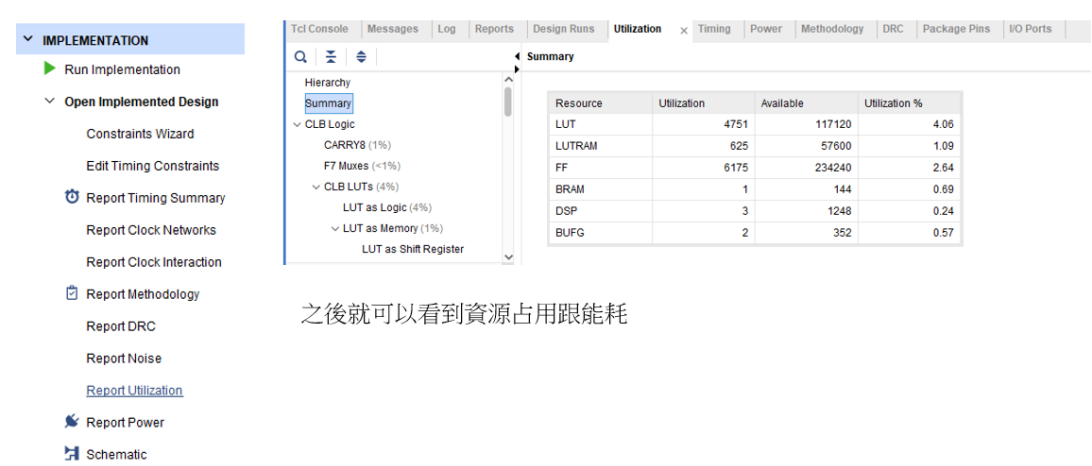 IMPLEMENTATION
Run Implementation
Open Implemented Design
Constraints Wizard
Edit Timing Constraints
Report Timing Summary
Report Clock Networks
Report Clock Interaction
Report Methodology
Report DRC
Report Noise
Report Utilization
Report Power
Schematic
Tcl Console Messages Log Reports Design Runs Utilization × Timing Power Methodology DRC Package Pins I/O Ports
Summary
Hierarchy
Summary
CLB Logic
CARRY8 (1%)
F7 Muxes (<1%)
CLB LUTs (4%)
LUT as Logic (4%)
LUT as Memory (1%)
LUT as Shift Register
Resource Utilization Available Utilization %
LUT 4751 117120 4.06
LUTRAM 625 57600 1.09
FF 6175 234240 2.64
BRAM 1 144 0.69
DSP 3 1248 0.24
BUFG 2 352 0.57
之後就可以看到資源占用跟能耗